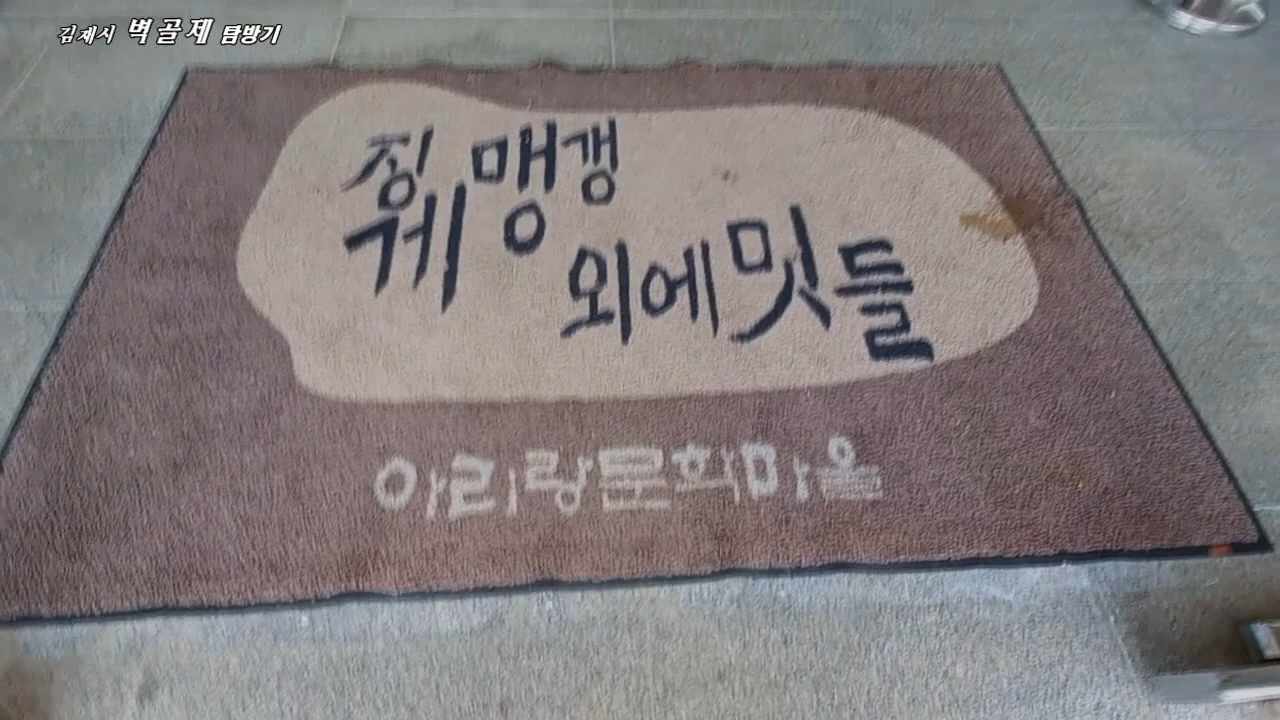 김제시 벽골제 탐방기
징게맹갱
외에밋들
아리랑문학마을